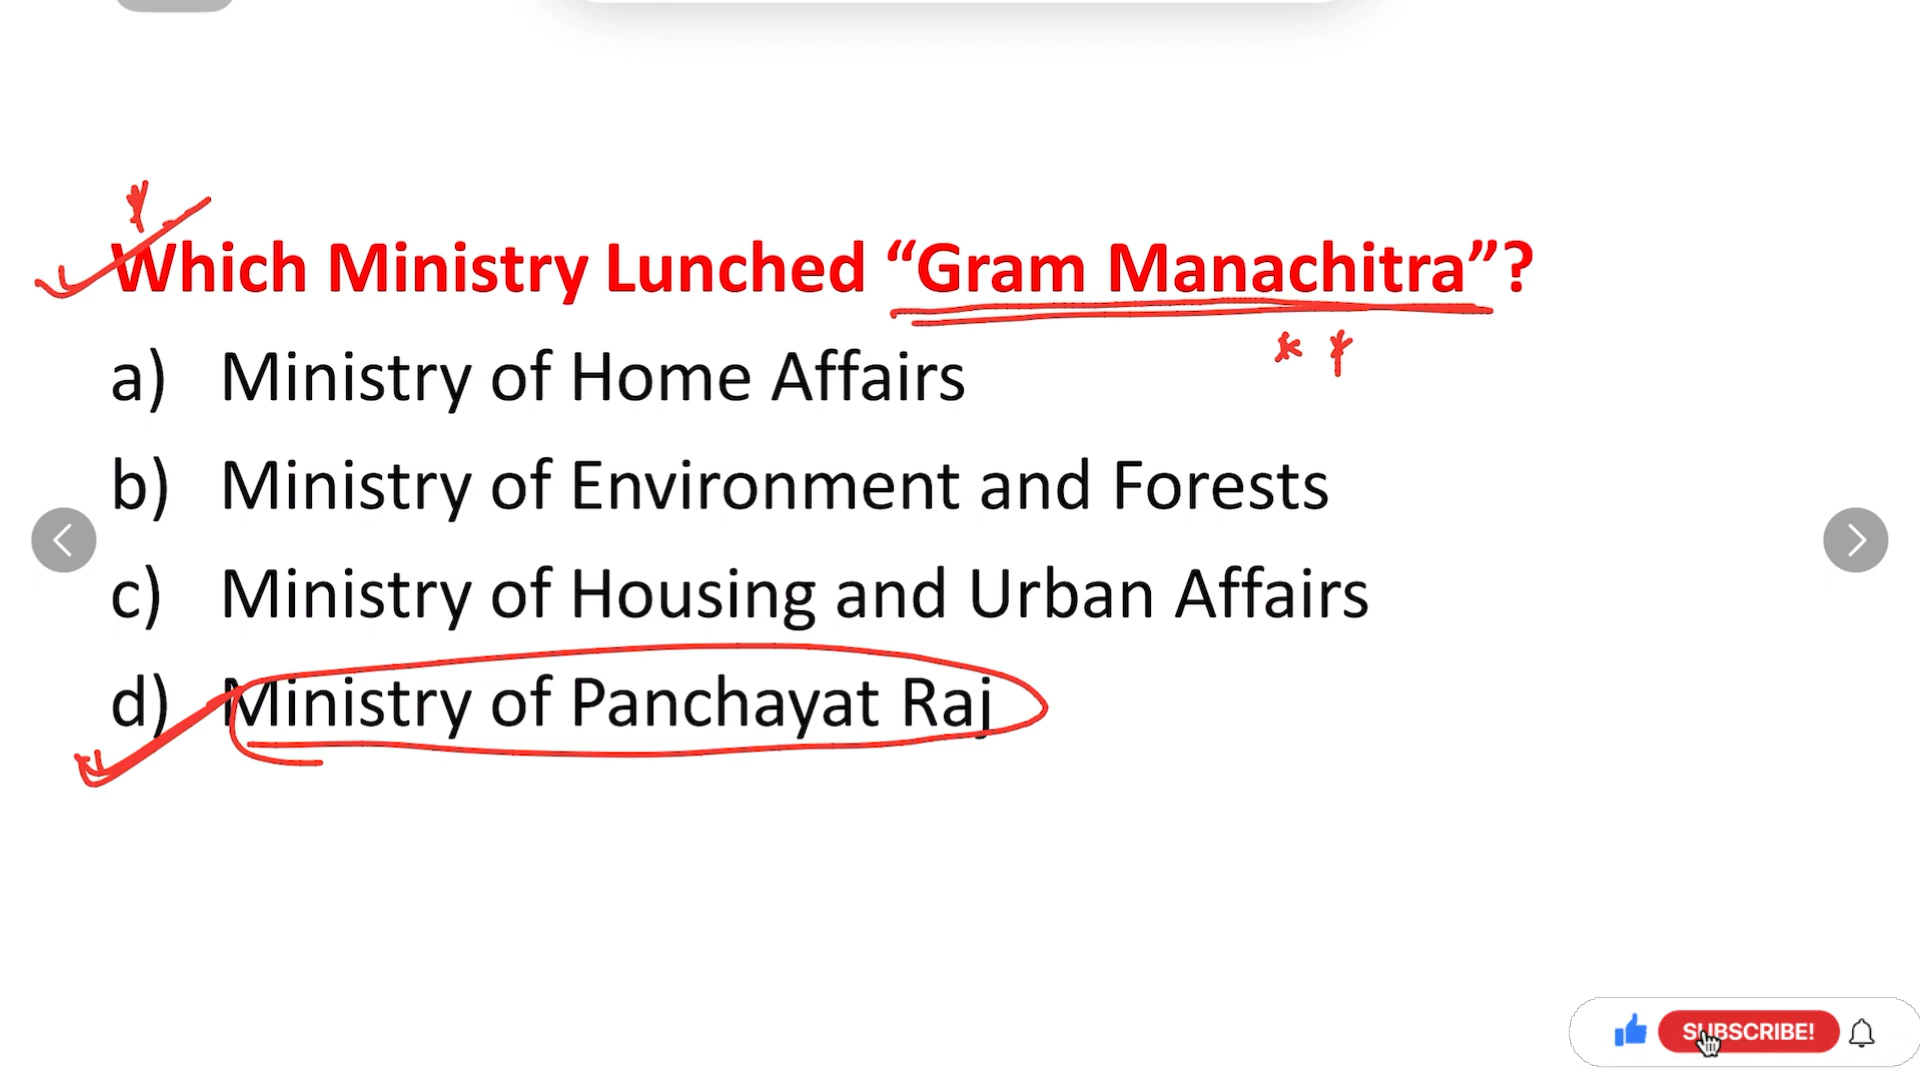 Which Ministry Lunched “Gram Manachitra”?
a) Ministry of Home Affairs
b) Ministry of Environment and Forests
c) Ministry of Housing and Urban Affairs
d) Ministry of Panchayat Raj
SUBSCRIBE!